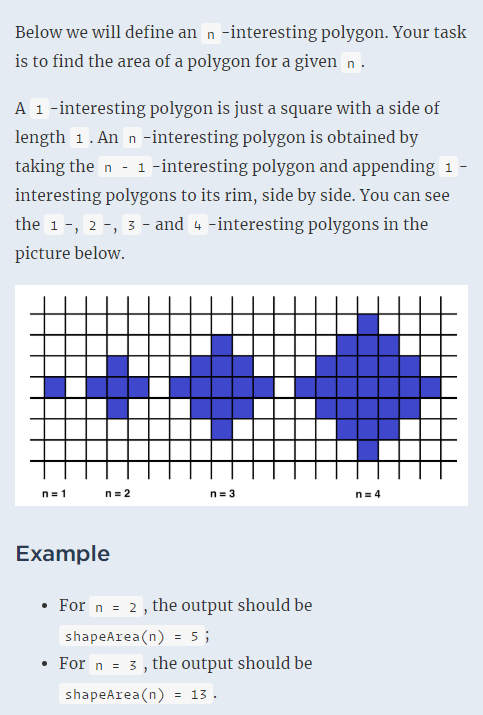 Below we will define an n-interesting polygon. Your task
is to find the area of a polygon for a given n.
A 1-interesting polygon is just a square with a side of
length 1. An n-interesting polygon is obtained by
taking the n - 1-interesting polygon and appending 1-
interesting polygons to its rim, side by side. You can see
the 1-, 2-, 3- and 4-interesting polygons in the
picture below.
n = 1 n = 2 n = 3 n = 4
Example
• For n = 2, the output should be
shapeArea(n) = 5;
• For n = 3, the output should be
shapeArea(n) = 13.